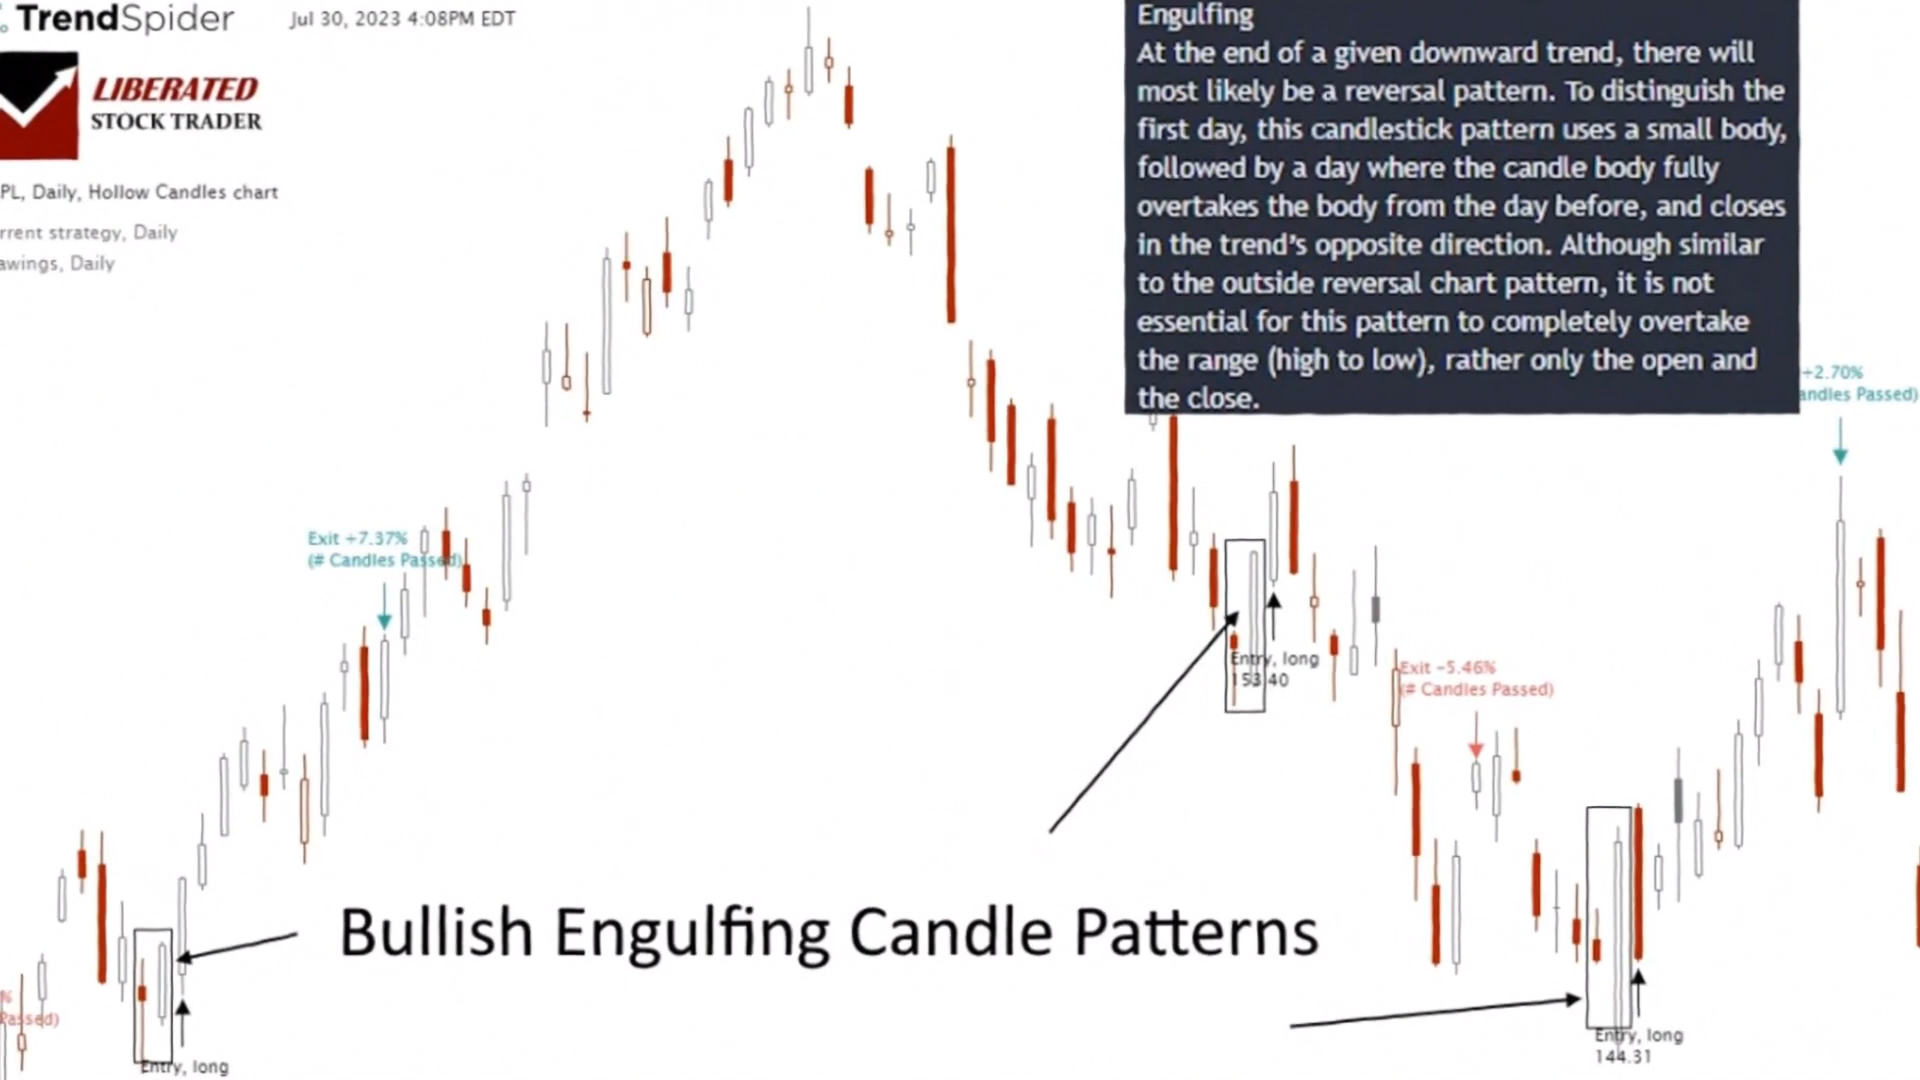 TrendSpider
Jul 30, 2023 4:08PM EDT
LIBERATED
STOCK TRADER
PL, Daily, Hollow Candles chart
rrent strategy, Daily
awings, Daily
Engulfing
At the end of a given downward trend, there will
most likely be a reversal pattern. To distinguish the
first day, this candlestick pattern uses a small body,
followed by a day where the candle body fully
overtakes the body from the day before, and closes
in the trend’s opposite direction. Although similar
to the outside reversal chart pattern, it is not
essential for this pattern to completely overtake
the range (high to low), rather only the open and
the close.
+2.70%
andles Passed)
Exit +7.37%
(# Candles Passed)
Entry, long
153.40
Exit -5.46%
(# Candles Passed)
Bullish Engulfing Candle Patterns
%
Passed)
Entry, long
Entry, long
144.31